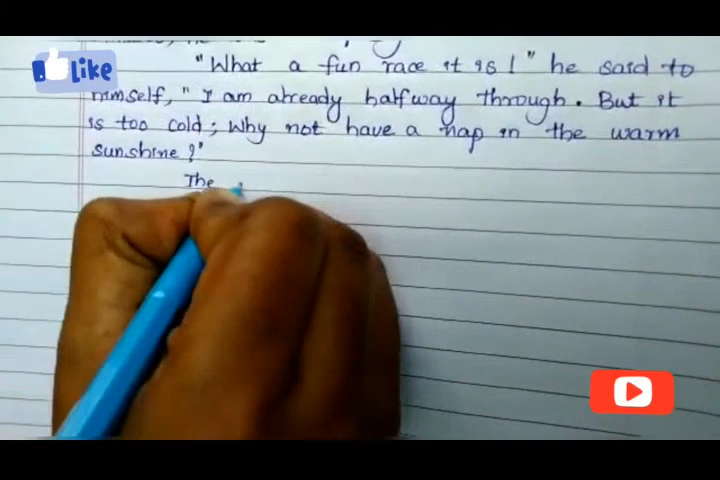 Like
"What a fun race it is!" he said to
himself, "I am already halfway through. But it
is too cold; Why not have a nap in the warm
sunshine?"
The